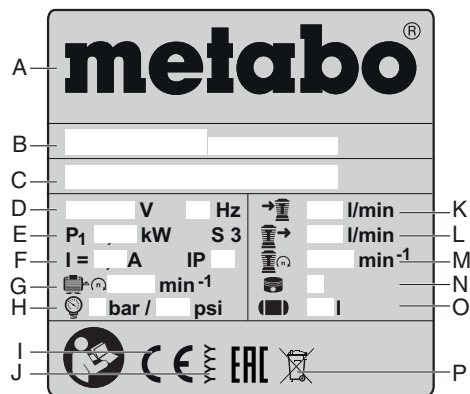 A metabo ®
B
C
D V Hz l/min K
E P1 kW S 3 l/min L
F I = A IP min-1 M
G n min-1 N
H bar / psi l O
I CE EAC
J P